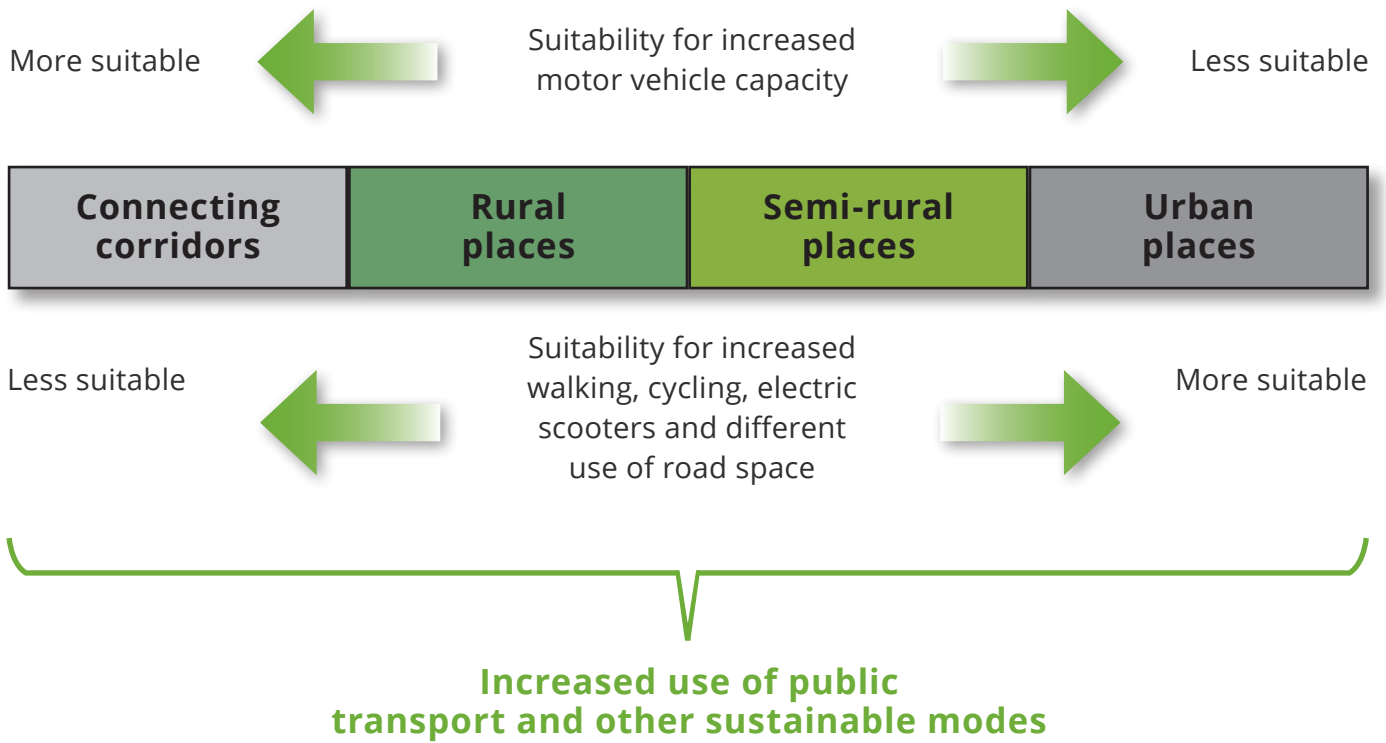 More suitable
Suitability for increased
motor vehicle capacity
Less suitable
Connecting
corridors
Rural
places
Semi-rural
places
Urban
places
Less suitable
Suitability for increased
walking, cycling, electric
scooters and different
use of road space
More suitable
Increased use of public
transport and other sustainable modes